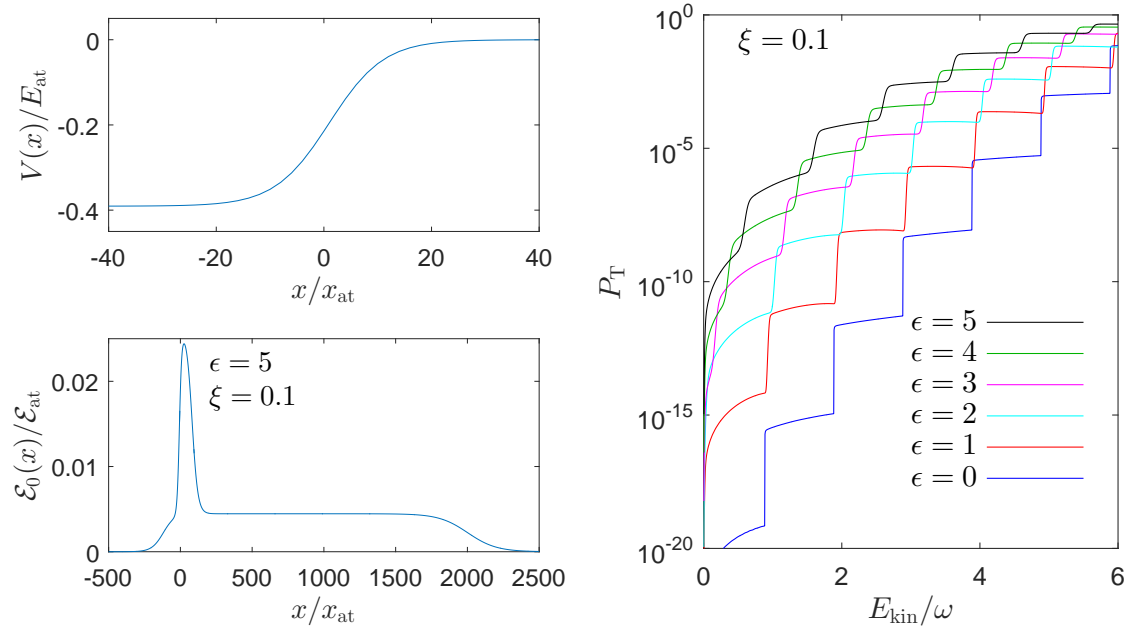 V(x)/E_at
0
-0.2
-0.4
-40
-20
0
20
40
x/x_at
ℰ_0(x)/ℰ_at
0.02
0.01
0
ϵ = 5
ξ = 0.1
-500
0
500
1000
1500
2000
2500
x/x_at
P_T
10^0
10^-5
10^-10
10^-15
10^-20
ξ = 0.1
ϵ = 5
ϵ = 4
ϵ = 3
ϵ = 2
ϵ = 1
ϵ = 0
0
2
4
6
E_kin/ω